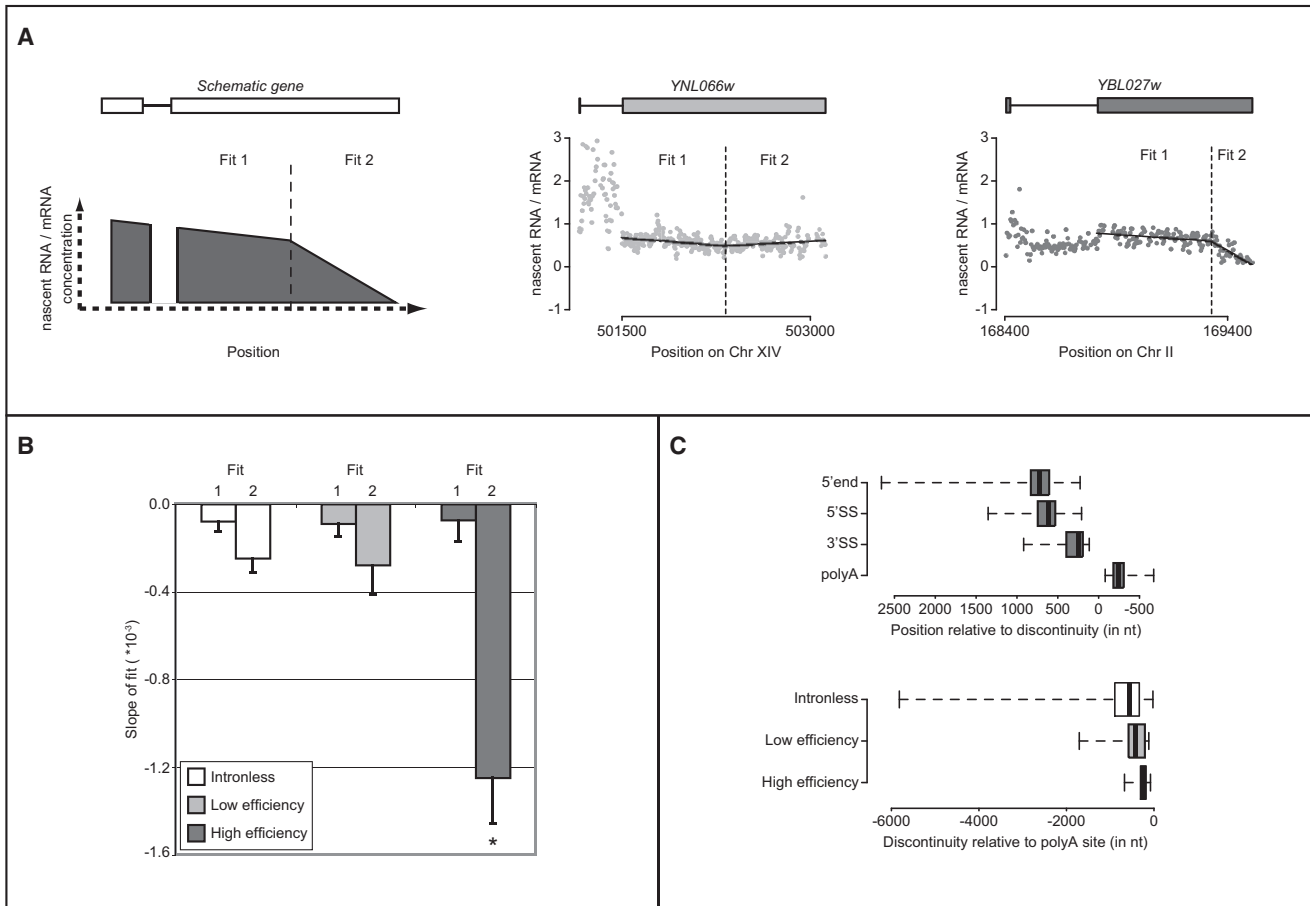 A
Schematic gene
Fit 1
Fit 2
nascent RNA / mRNA
concentration
Position
YNL066w
3
2
1
0
-1
Fit 1
Fit 2
nascent RNA / mRNA
501500
503000
Position on Chr XIV
YBL027w
3
2
1
0
-1
Fit 1
Fit 2
nascent RNA / mRNA
168400
169400
Position on Chr II
B
Fit
Fit
Fit
1 2 1 2 1 2
0.0
-0.4
-0.8
-1.2
-1.6
Slope of fit ( *10-3)
Intronless
Low efficiency
High efficiency
*
C
5'end
5'SS
3'SS
polyA
2500 2000 1500 1000 500 0 -500
Position relative to discontinuity (in nt)
Intronless
Low efficiency
High efficiency
-6000 -4000 -2000 0
Discontinuity relative to polyA site (in nt)